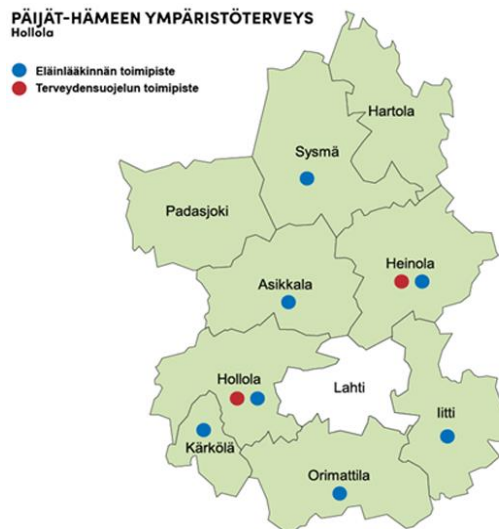 PÄIJÄT-HÄMEEN YMPÄRISTÖTERVEYS
Hollola
Eläinlääkinnän toimipiste
Terveydensuojelun toimipiste
Hartola
Sysmä
Padasjoki
Heinola
Asikkala
Hollola
Lahti
Iitti
Kärkölä
Orimattila